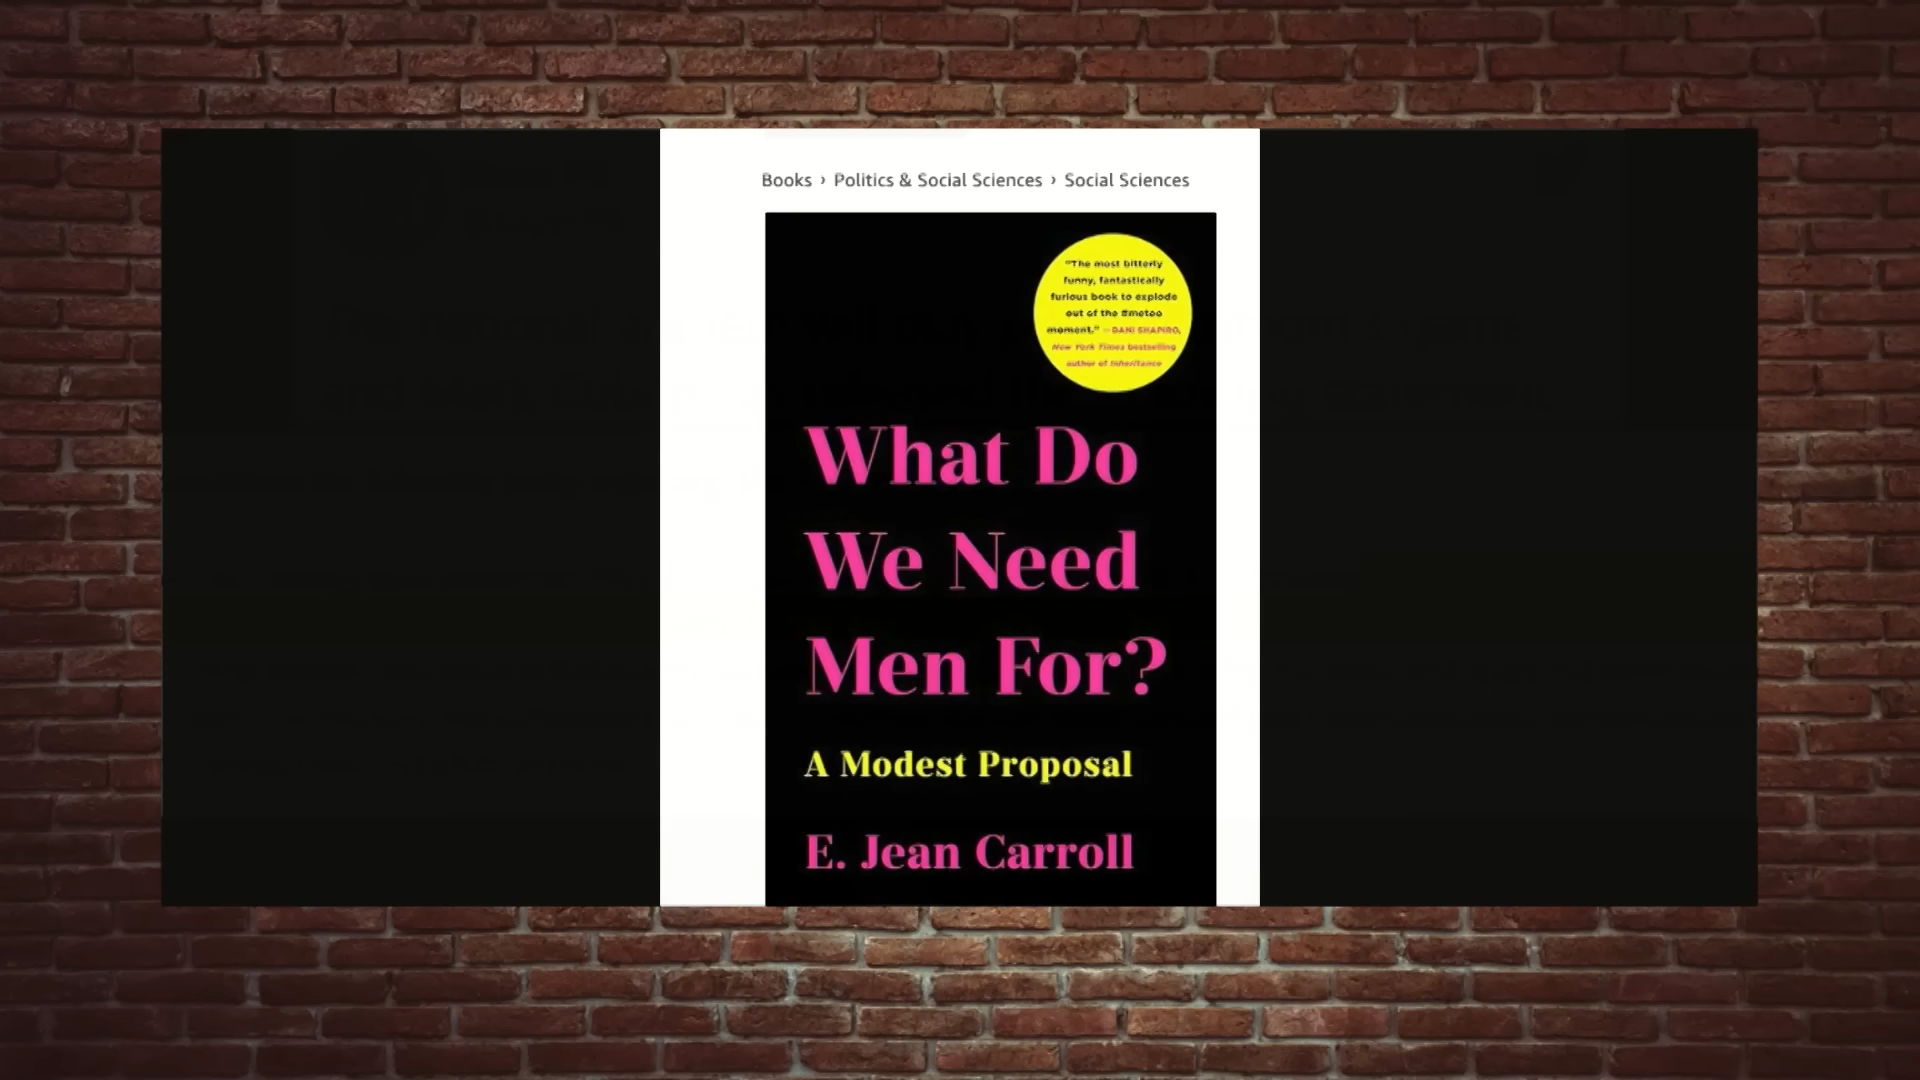 Books › Politics & Social Sciences › Social Sciences
"The most bitterly
funny, fantastically
furious book to explode
out of the #metoo
moment." – DANI SHAPIRO,
New York Times bestselling
author of Inheritance
What Do
We Need
Men For?
A Modest Proposal
E. Jean Carroll